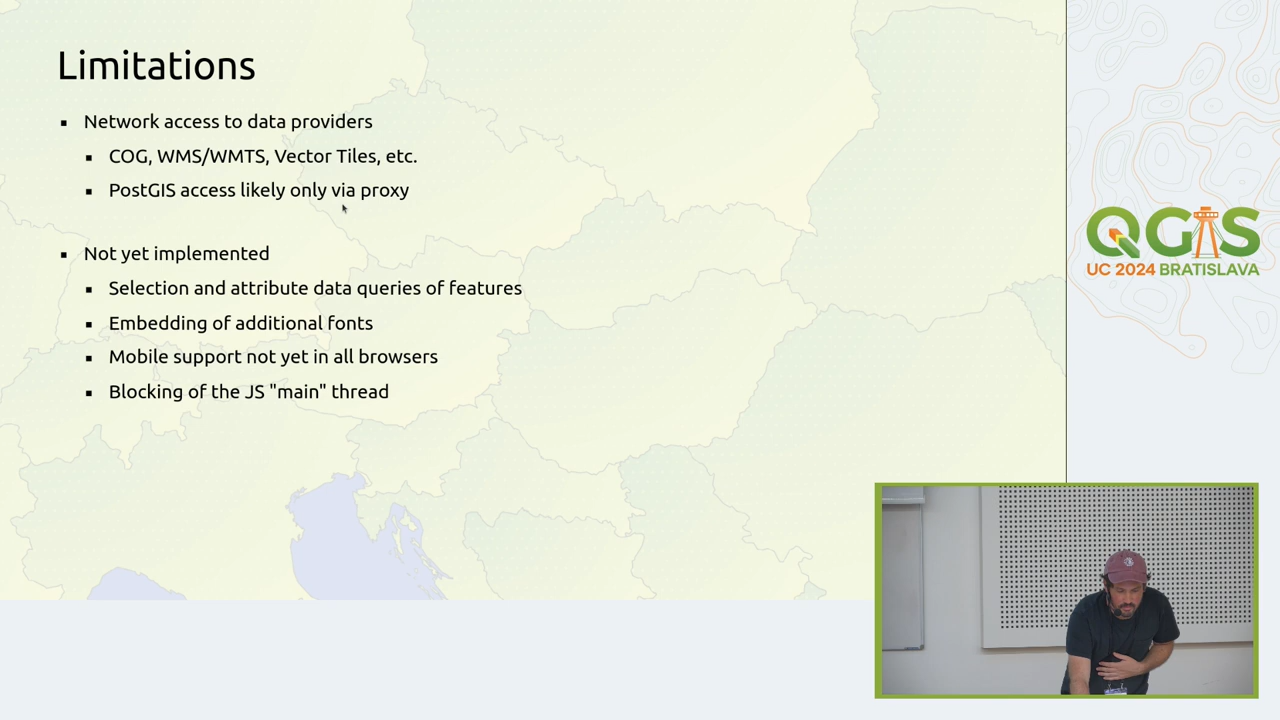 Limitations
Network access to data providers
COG, WMS/WMTS, Vector Tiles, etc.
PostGIS access likely only via proxy
Not yet implemented
Selection and attribute data queries of features
Embedding of additional fonts
Mobile support not yet in all browsers
Blocking of the JS "main" thread
QGIS
UC 2024 BRATISLAVA